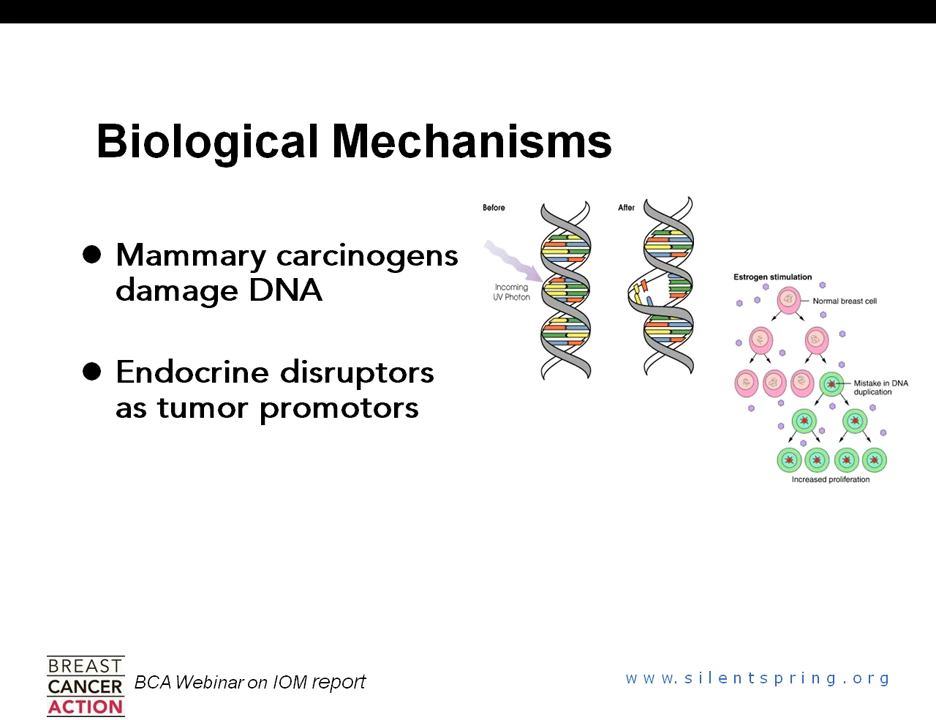 Biological Mechanisms
Mammary carcinogens
damage DNA
Endocrine disruptors
as tumor promotors
Before
After
Incoming
UV Photon
Estrogen stimulation
Normal breast cell
Mistake in DNA
duplication
Increased proliferation
BREAST
CANCER
ACTION
BCA Webinar on IOM report
www.silentspring.org